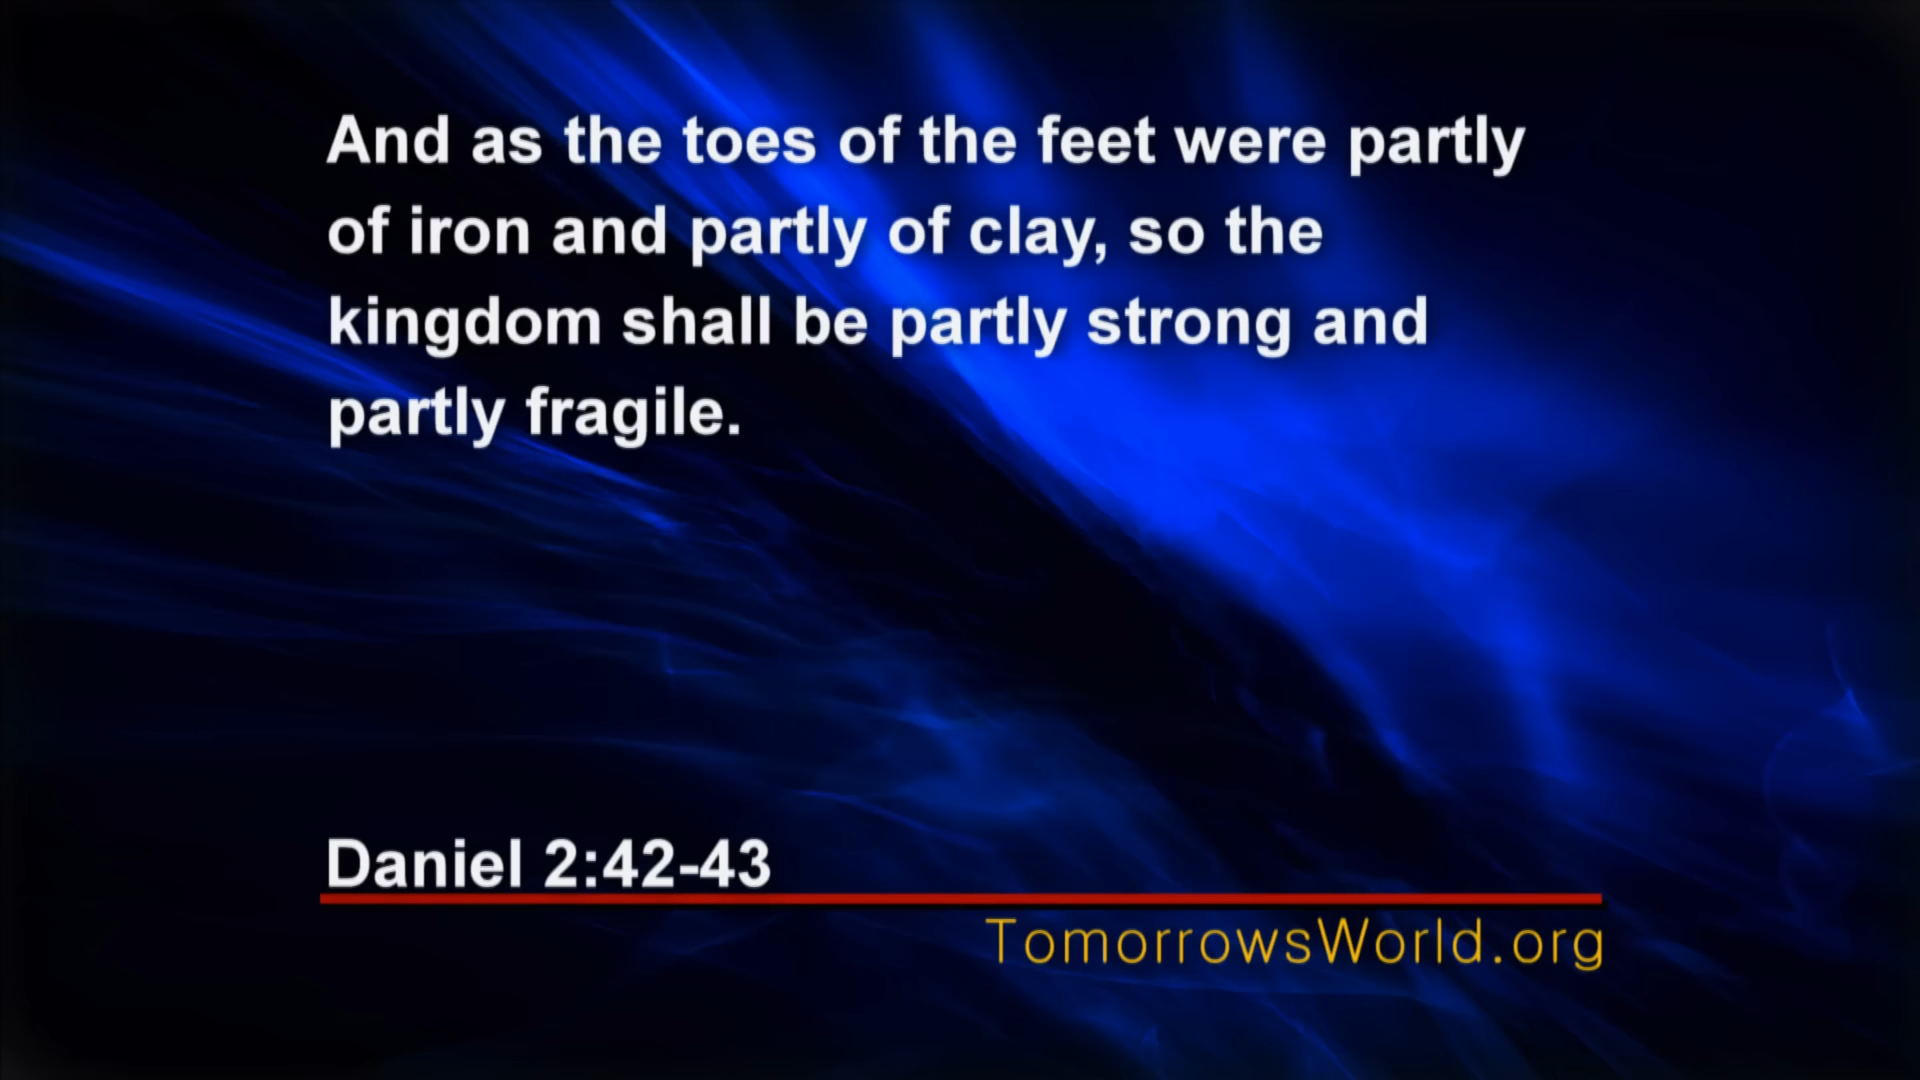 And as the toes of the feet were partly
of iron and partly of clay, so the
kingdom shall be partly strong and
partly fragile.
Daniel 2:42-43
TomorrowsWorld.org